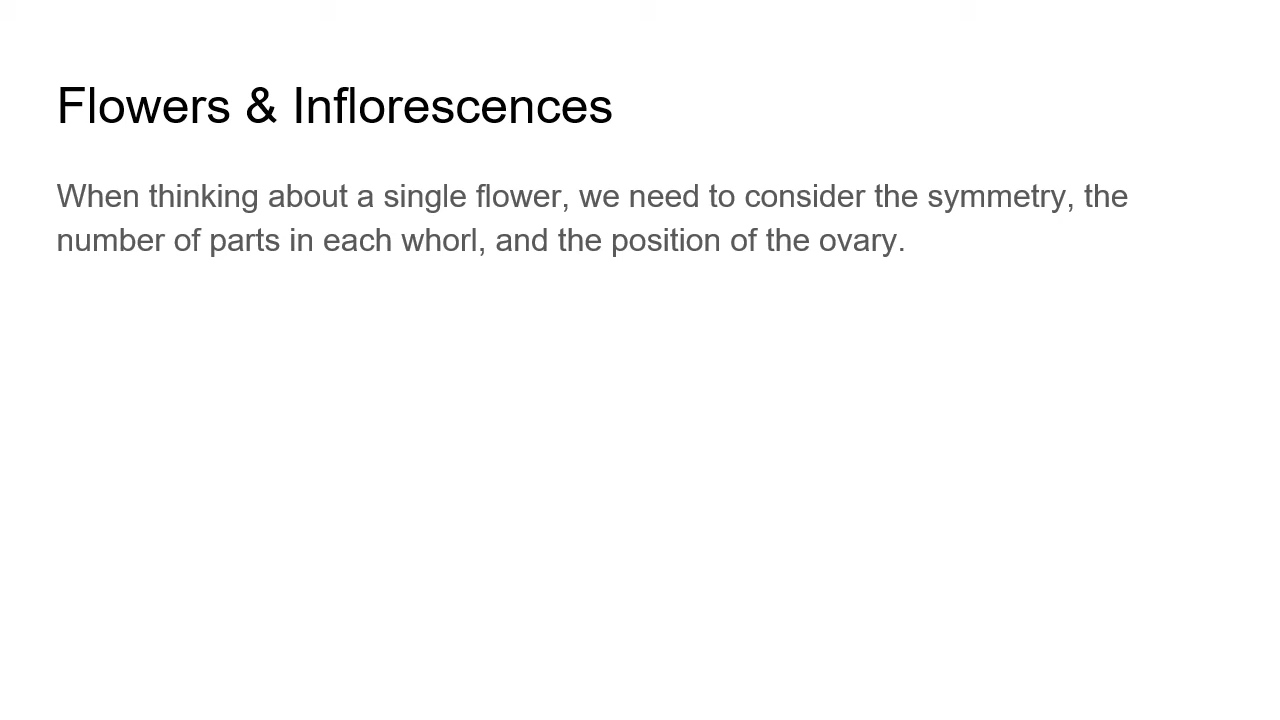 Flowers & Inflorescences
When thinking about a single flower, we need to consider the symmetry, the
number of parts in each whorl, and the position of the ovary.